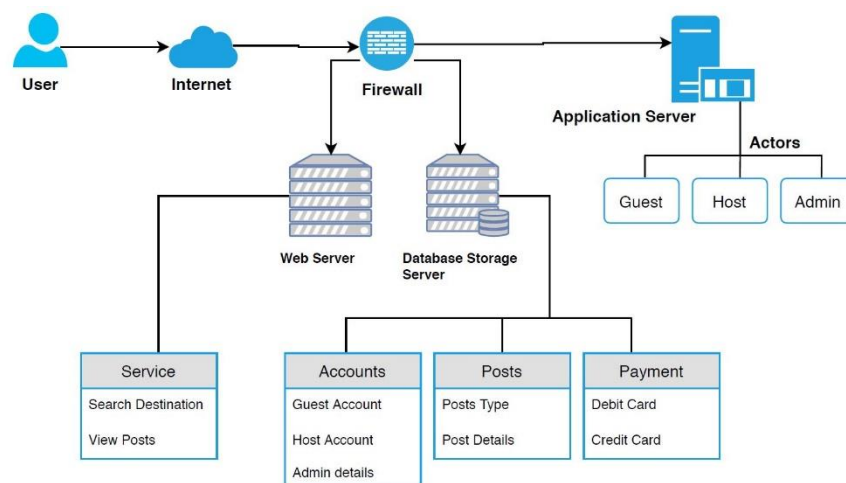 User
Internet
Firewall
Application Server
Actors
Guest
Host
Admin
Web Server
Database Storage
Server
Service
Search Destination
View Posts
Accounts
Guest Account
Host Account
Admin details
Posts
Posts Type
Post Details
Payment
Debit Card
Credit Card